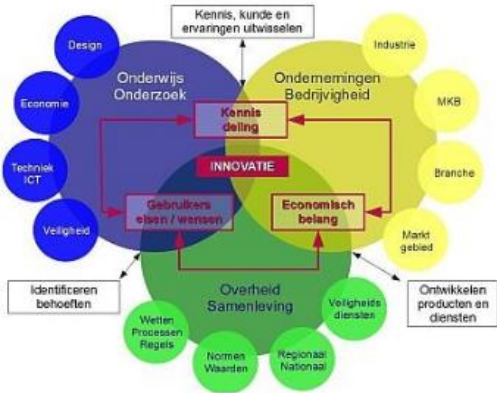 Kennis, kunde en
ervaringen uitwisselen
Design
Industrie
Onderwijs
Onderzoek
Ondernemingen
Bedrijvigheid
Economie
MKB
Kennis
deling
Techniek
ICT
INNOVATIE
Branche
Gebruikers
eisen / wensen
Economisch
belang
Veiligheid
Markt
gebied
Identificeren
behoeften
Overheid
Samenleving
Ontwikkelen
producten en
diensten
Veiligheids
diensten
Wetten
Processen
Regels
Normen
Waarden
Regionaal
Nationaal